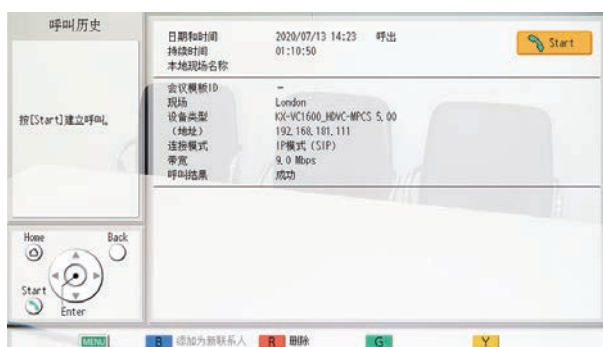 呼叫历史
日期和时间 2020/07/13 14:23 呼出
持续时间 01:10:50
本地现场名称
Start
按[Start]建立呼叫。
会议模板ID －
现场 London
设备类型 KX-VC1600_HDVC-MPCS 5.00
（地址） 192.168.181.111
连接模式 IP模式（SIP）
带宽 9.0 Mbps
呼叫结果 成功
Home Back
Start
Enter
MENU B 添加为新联系人 R 删除 G Y